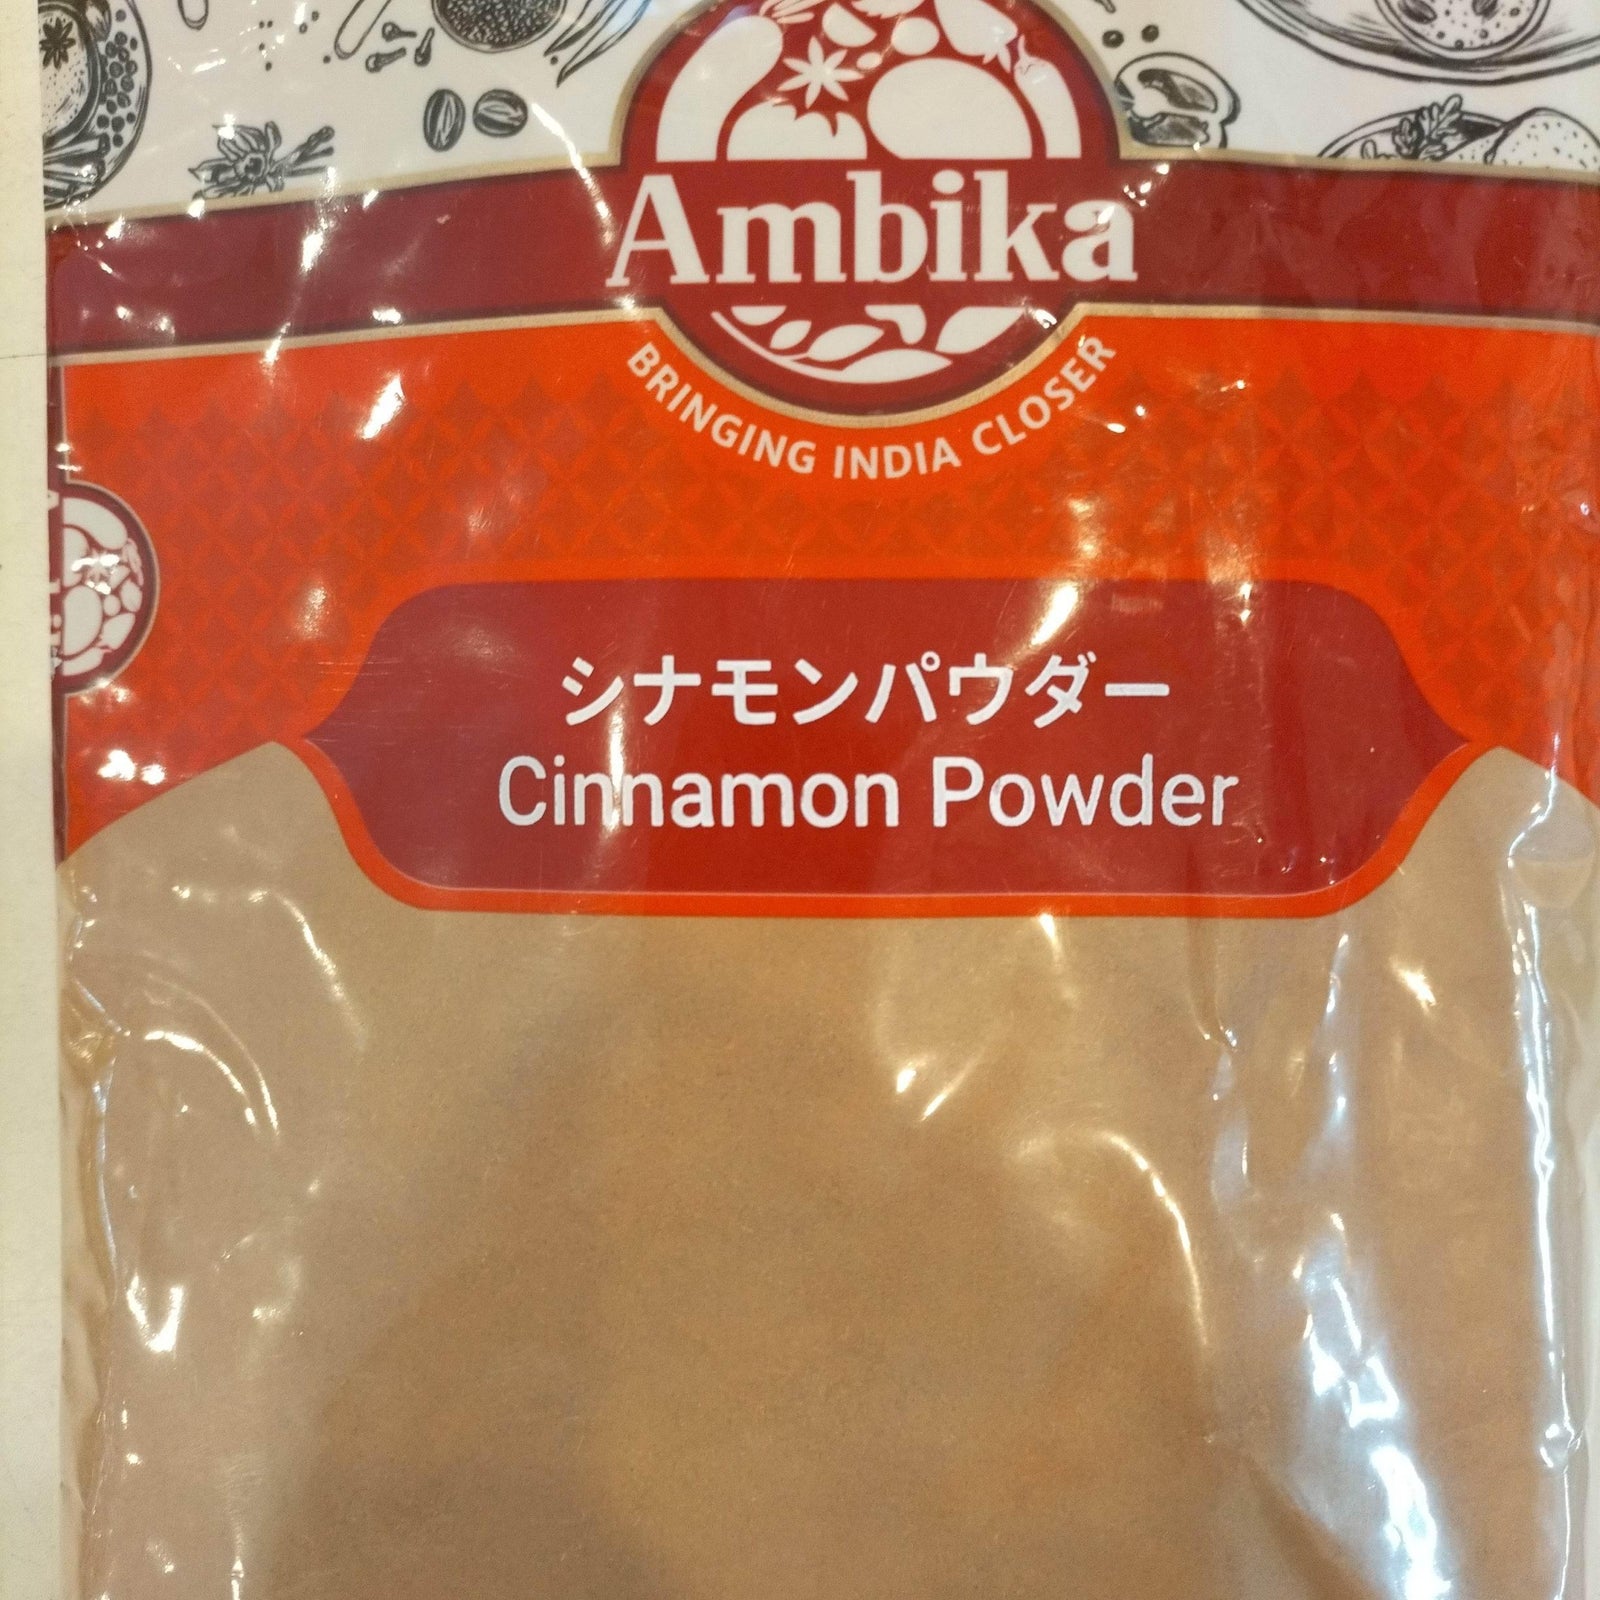 Ambika
BRINGING INDIA CLOSER
シナモンパウダー
Cinnamon Powder